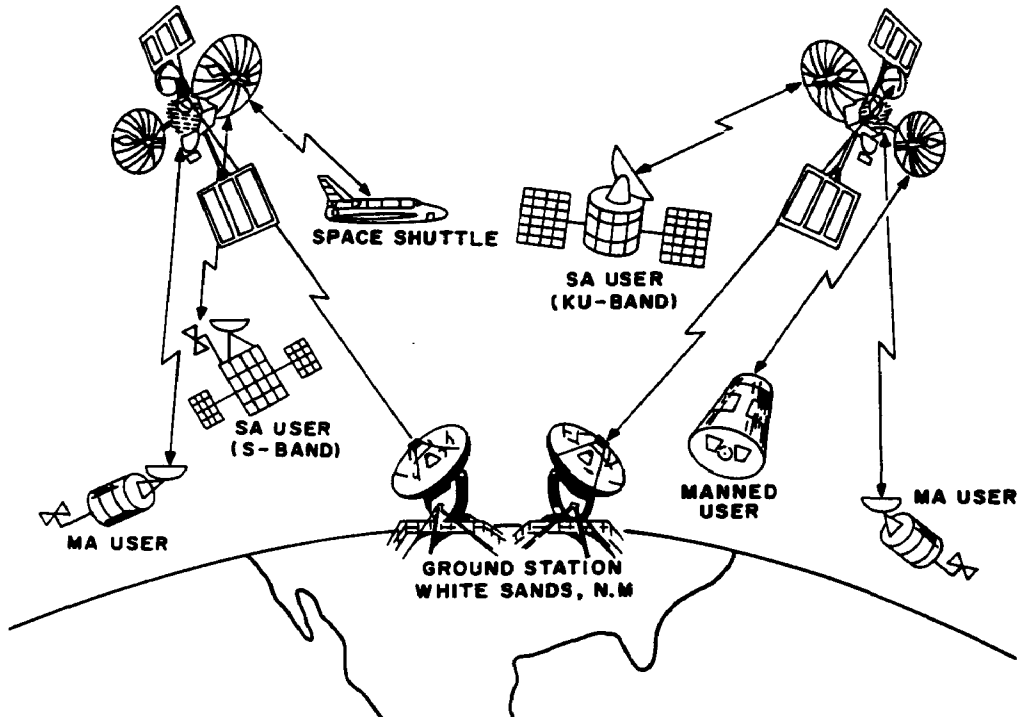 SPACE SHUTTLE
SA USER
(KU-BAND)
SA USER
(S-BAND)
MANNED
USER
MA USER
MA USER
GROUND STATION
WHITE SANDS, N.M